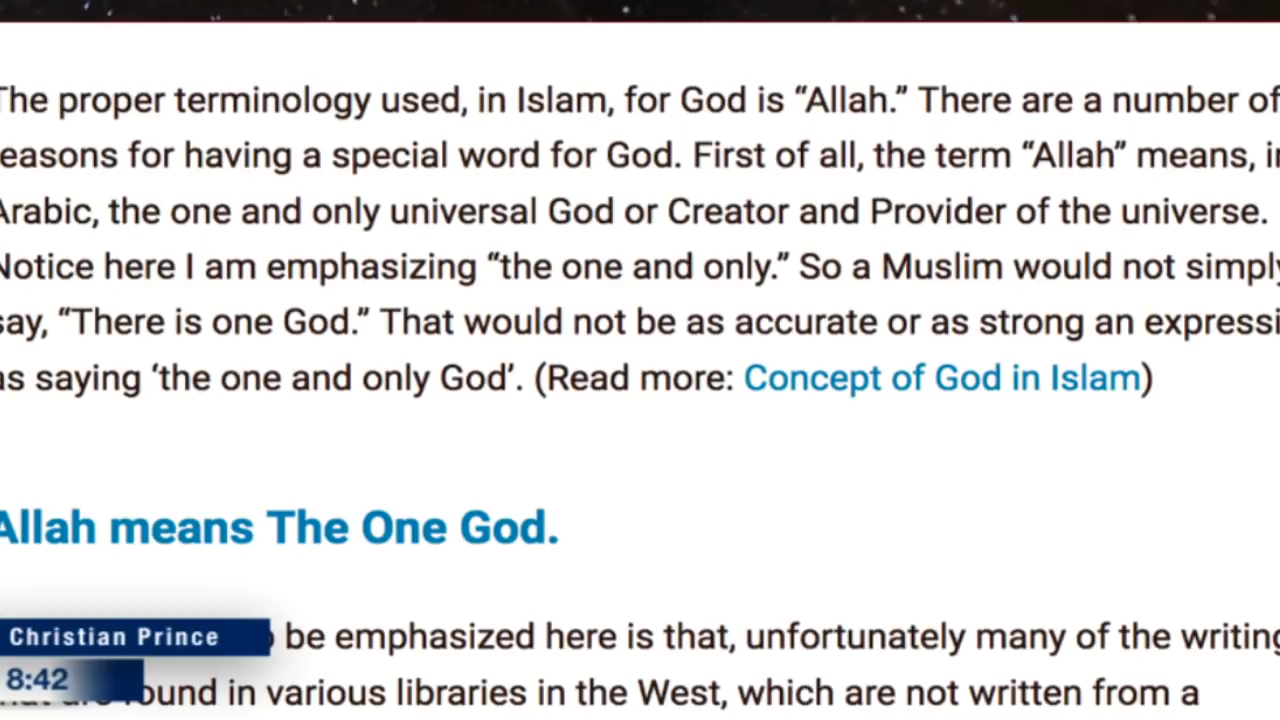 The proper terminology used, in Islam, for God is “Allah.” There are a number of
easons for having a special word for God. First of all, the term “Allah” means, in
Arabic, the one and only universal God or Creator and Provider of the universe.
Notice here I am emphasizing “the one and only.” So a Muslim would not simply
say, “There is one God.” That would not be as accurate or as strong an expressi
as saying ‘the one and only God’. (Read more: Concept of God in Islam)
Allah means The One God.
Christian Prince
be emphasized here is that, unfortunately many of the writing
8:42
found in various libraries in the West, which are not written from a